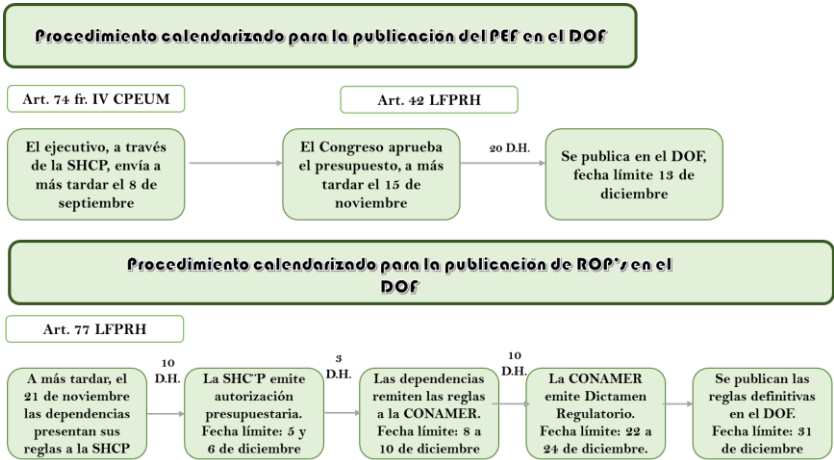 Procedimiento calendarizado para la publicación del PEF en el DOF
Art. 74 fr. IV CPEUM
Art. 42 LFPRH
El ejecutivo, a través
de la SHCP, envía a
más tardar el 8 de
septiembre
El Congreso aprueba
el presupuesto, a más
tardar el 15 de
noviembre
20 D.H.
Se publica en el DOF,
fecha límite 13 de
diciembre
Procedimiento calendarizado para la publicación de ROP's en el
DOF
Art. 77 LFPRH
A más tardar, el
21 de noviembre
las dependencias
presentan sus
reglas a la SHCP
10
D.H.
La SHC¨P emite
autorización
presupuestaria.
Fecha límite: 5 y
6 de diciembre
3
D.H.
Las dependencias
remiten las reglas
a la CONAMER.
Fecha límite: 8 a
10 de diciembre
10
D.H.
La CONAMER
emite Dictamen
Regulatorio.
Fecha límite: 22 a
24 de diciembre.
Se publican las
reglas definitivas
en el DOF.
Fecha límite: 31
de diciembre